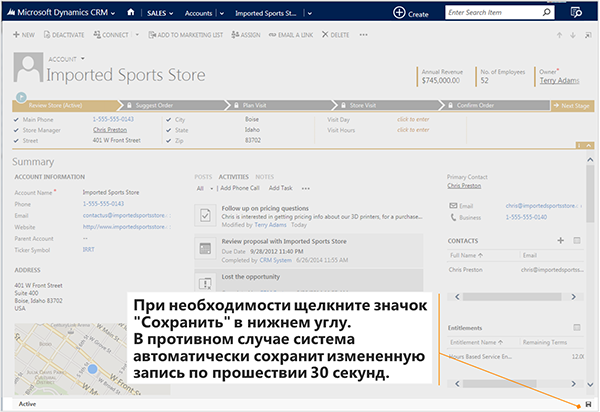 Microsoft Dynamics CRM SALES Accounts Imported Sports St... Create Enter Search Items
NEW DEACTIVATE CONNECT ADD TO MARKETING LIST ASSIGN EMAIL A LINK DELETE ...
ACCOUNT
Imported Sports Store
Annual Revenue No. of Employees Owner*
$745,000.00 52 Terry Adams
Review Store (Active) Suggest Order Plan Visit Store Visit Confirm Order Next Stage
Main Phone 1-555-555-0143 City Boise Visit Day click to enter
Store Manager Chris Preston State Idaho Visit Hours click to enter
Street 401 W Front Street Zip 83702
Summary
ACCOUNT INFORMATION
Account Name* Imported Sports Store
Phone 1-555-555-0143
Email contactus@importedsportsstore.
Website http://www.importedsportsstore.
Parent Account --
Ticker Symbol IRRT
ADDRESS
401 W Front Street
Suite 400
Boise, Idaho 83702
USA
POSTS ACTIVITIES NOTES
All Add Phone Call Add Task ...
Follow up on pricing questions
Chris is interested in getting pricing info about our 3D printers, for a purchase...
Modified by Terry Adams Today
Review proposal with Imported Sports Store
Due Date 9/28/2012 11:40 PM
Completed by CRM System 6/26/2014 11:55 AM
Lost the opportunity
Primary Contact
Chris Preston
Email chris@importedsportsstor
Business 1-555-555-0140
CONTACTS
Full Name Email
Chris Preston chris@importedsport
Entitlements
Entitlement Name Remaining Terms
Hours Based Service En... 12.0
При необходимости щелкните значок
"Сохранить" в нижнем углу.
В противном случае система
автоматически сохранит измененную
запись по прошествии 30 секунд.
Active